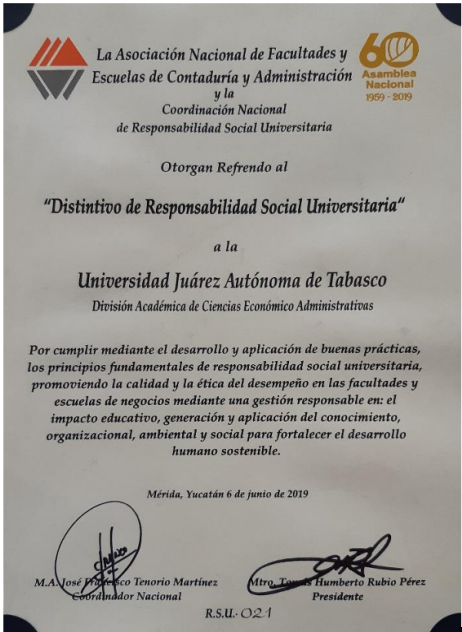 La Asociación Nacional de Facultades y
Escuelas de Contaduría y Administración
y la
Coordinación Nacional
de Responsabilidad Social Universitaria
60
Asamblea
Nacional
1959 - 2019
Otorgan Refrendo al
"Distintivo de Responsabilidad Social Universitaria"
a la
Universidad Juárez Autónoma de Tabasco
División Académica de Ciencias Económico Administrativas
Por cumplir mediante el desarrollo y aplicación de buenas prácticas,
los principios fundamentales de responsabilidad social universitaria,
promoviendo la calidad y la ética del desempeño en las facultades y
escuelas de negocios mediante una gestión responsable en: el
impacto educativo, generación y aplicación del conocimiento,
organizacional, ambiental y social para fortalecer el desarrollo
humano sostenible.
Mérida, Yucatán 6 de junio de 2019
M.A. José Francisco Tenorio Martínez
Coordinador Nacional
Mtro. Tomás Humberto Rubio Pérez
Presidente
R.S.U.- 021